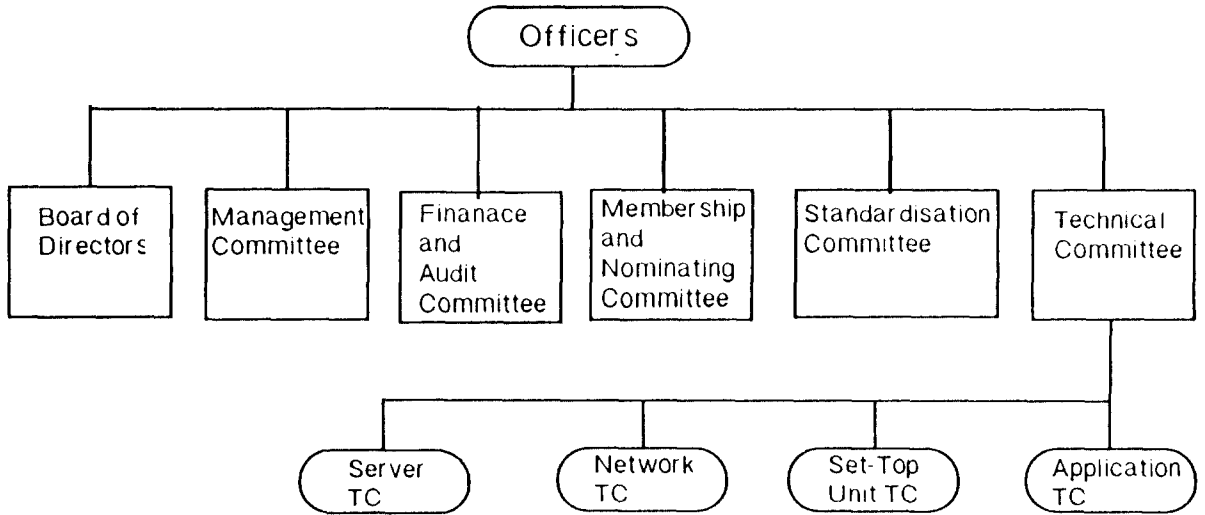 Officers
Board of
Directors
Management
Committee
Finanace
and
Audit
Committee
Membership
and
Nominating
Committee
Standardisation
Committee
Technical
Committee
Server
TC
Network
TC
Set-Top
Unit TC
Application
TC